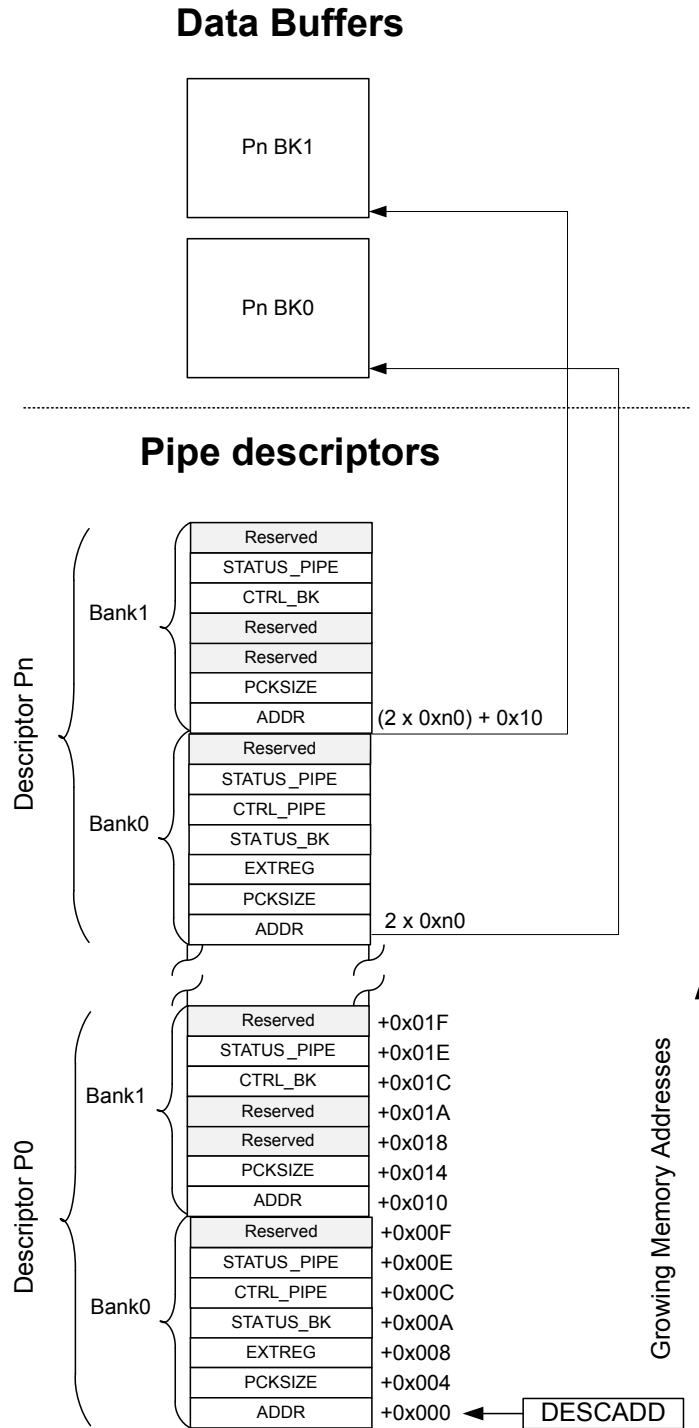 Data Buffers
Pn BK1
Pn BK0
Pipe descriptors
Descriptor Pn
Bank1
Reserved
STATUS_PIPE
CTRL_BK
Reserved
Reserved
PCKSIZE
ADDR (2 x 0xn0) + 0x10
Bank0
Reserved
STATUS_PIPE
CTRL_PIPE
STATUS_BK
EXTREG
PCKSIZE
ADDR 2 x 0xn0
Descriptor P0
Bank1
Reserved +0x01F
STATUS_PIPE +0x01E
CTRL_BK +0x01C
Reserved +0x01A
Reserved +0x018
PCKSIZE +0x014
ADDR +0x010
Bank0
Reserved +0x00F
STATUS_PIPE +0x00E
CTRL_PIPE +0x00C
STATUS_BK +0x00A
EXTREG +0x008
PCKSIZE +0x004
ADDR +0x000 DESCADD
Growing Memory Addresses